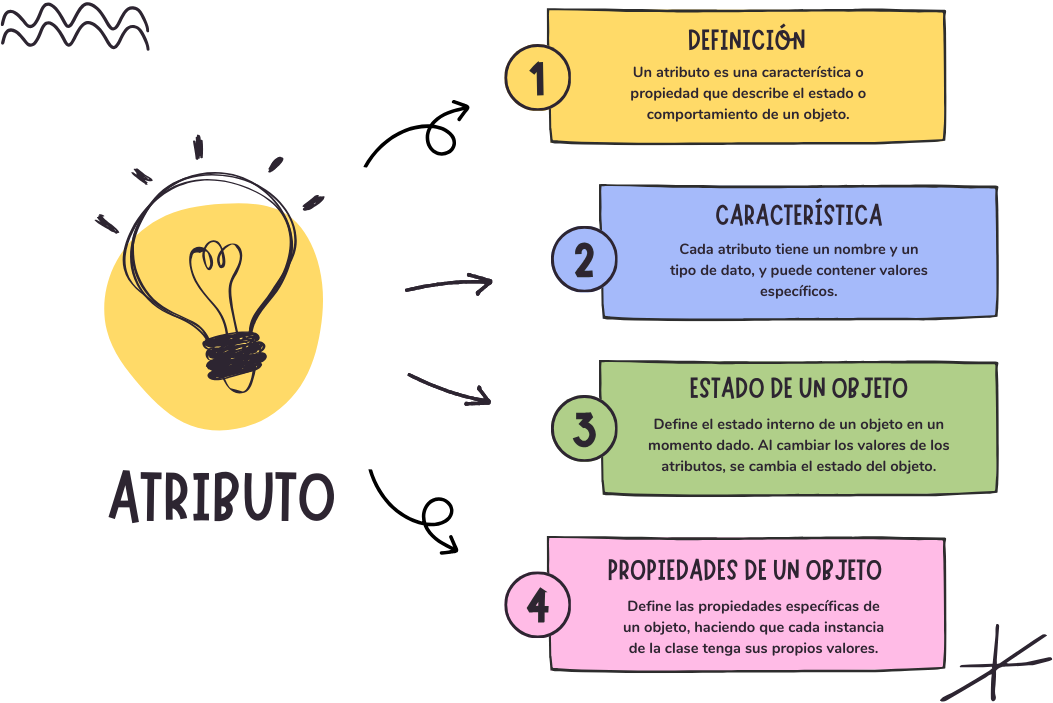 ATRIBUTO
1
DEFINICIÓN
Un atributo es una característica o
propiedad que describe el estado o
comportamiento de un objeto.
2
CARACTERÍSTICA
Cada atributo tiene un nombre y un
tipo de dato, y puede contener valores
específicos.
3
ESTADO DE UN OBJETO
Define el estado interno de un objeto en un
momento dado. Al cambiar los valores de los
atributos, se cambia el estado del objeto.
4
PROPIEDADES DE UN OBJETO
Define las propiedades específicas de
un objeto, haciendo que cada instancia
de la clase tenga sus propios valores.